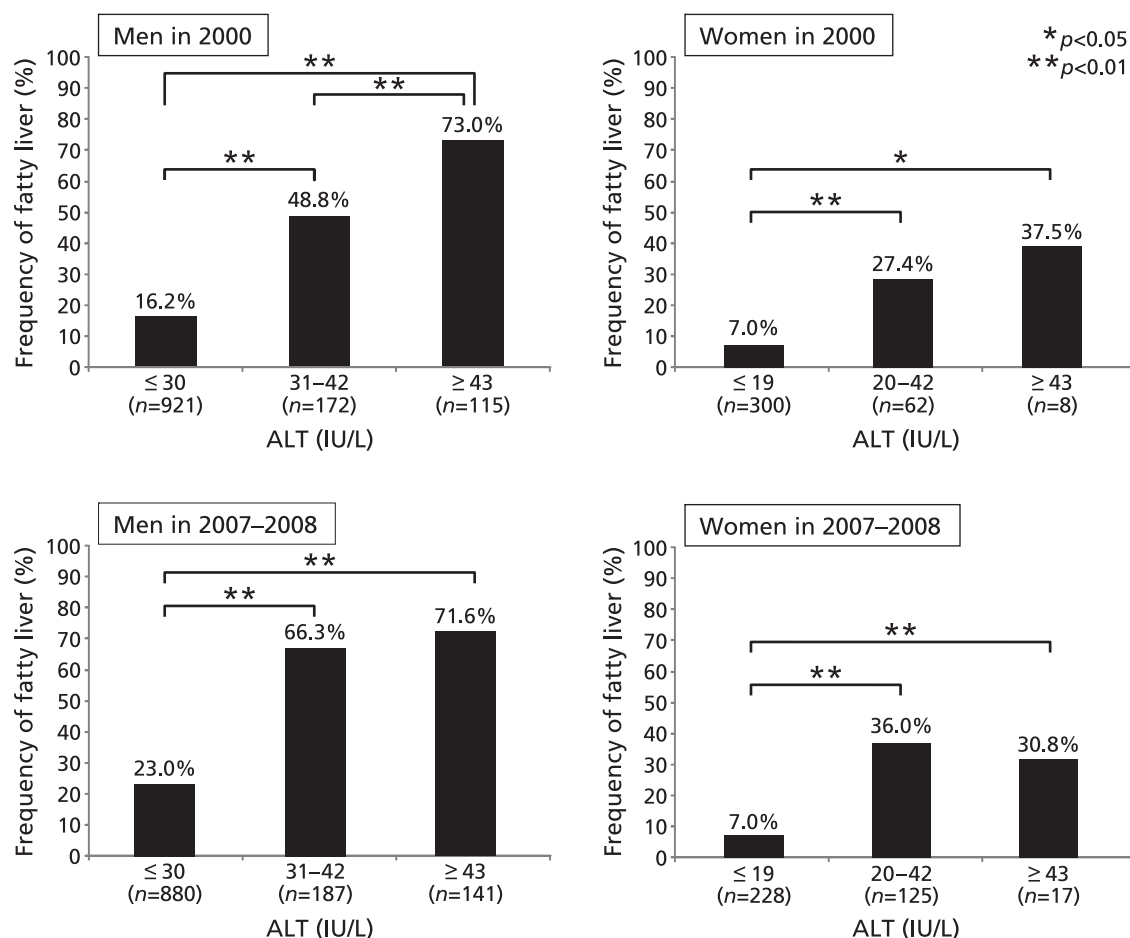 Men in 2000
Frequency of fatty liver (%)
100
90
80
70
60
50
40
30
20
10
0
**
**
**
16.2%
48.8%
73.0%
≤ 30
31–42
≥ 43
(n=921)
(n=172)
(n=115)
ALT (IU/L)
Women in 2000
*p<0.05
**p<0.01
Frequency of fatty liver (%)
100
90
80
70
60
50
40
30
20
10
0
*
**
7.0%
27.4%
37.5%
≤ 19
20–42
≥ 43
(n=300)
(n=62)
(n=8)
ALT (IU/L)
Men in 2007–2008
Frequency of fatty liver (%)
100
90
80
70
60
50
40
30
20
10
0
**
**
23.0%
66.3%
71.6%
≤ 30
31–42
≥ 43
(n=880)
(n=187)
(n=141)
ALT (IU/L)
Women in 2007–2008
Frequency of fatty liver (%)
100
90
80
70
60
50
40
30
20
10
0
**
**
7.0%
36.0%
30.8%
≤ 19
20–42
≥ 43
(n=228)
(n=125)
(n=17)
ALT (IU/L)